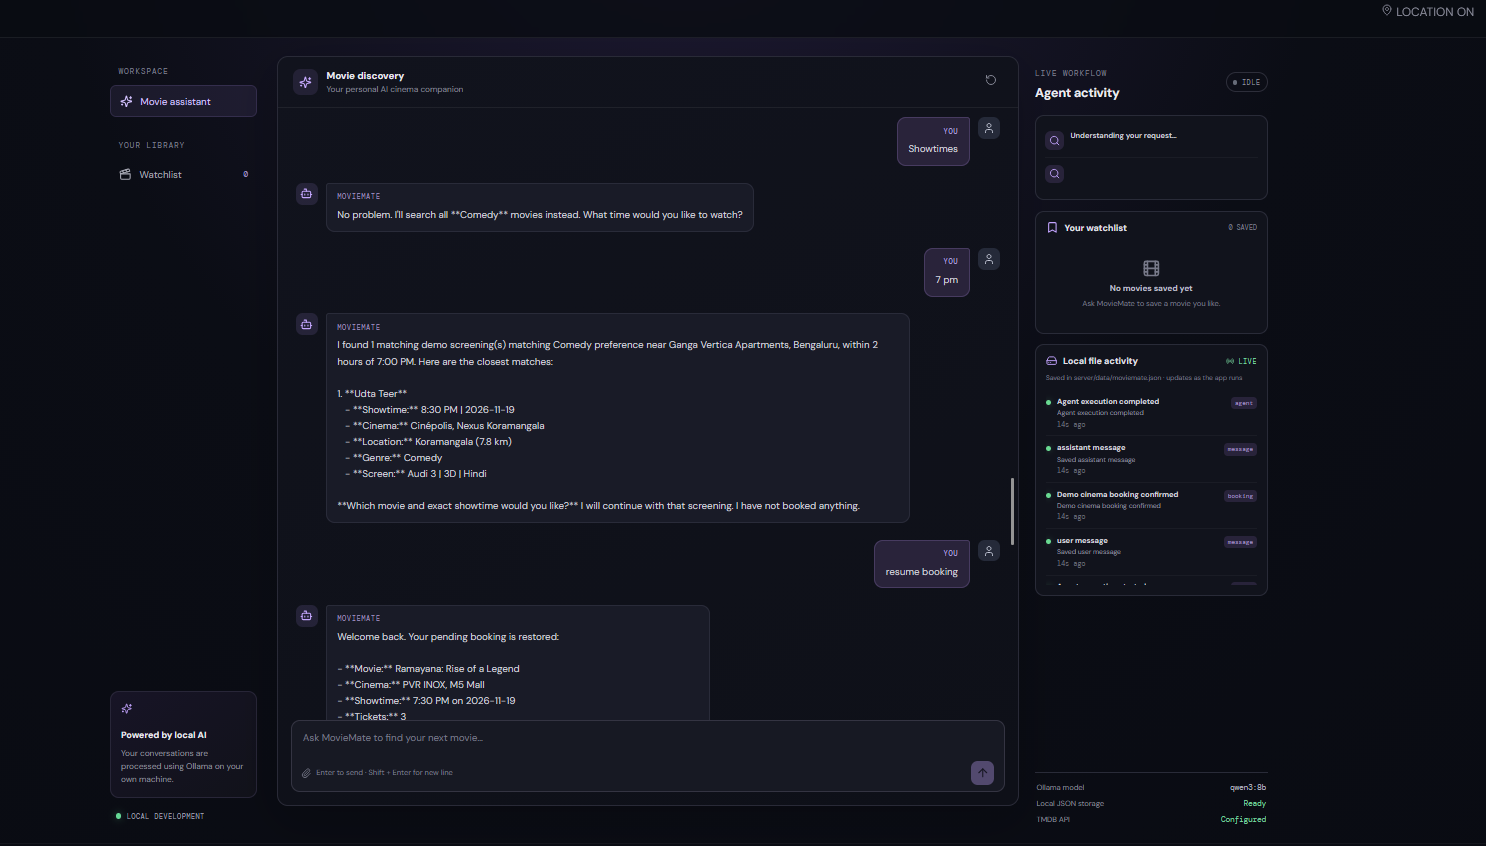 LOCATION ON
WORKSPACE
Movie assistant
YOUR LIBRARY
Watchlist 0
Powered by local AI
Your conversations are
processed using Ollama on your
own machine.
LOCAL DEVELOPMENT
Movie discovery
Your personal AI cinema companion
YOU
Showtimes
MOVIEMATE
No problem. I'll search all **Comedy** movies instead. What time would you like to watch?
YOU
7 pm
MOVIEMATE
I found 1 matching demo screening(s) matching Comedy preference near Ganga Vertica Apartments, Bengaluru, within 2
hours of 7:00 PM. Here are the closest matches:
1. **Udta Teer**
- **Showtime:** 8:30 PM | 2026-11-19
- **Cinema:** Cinépolis, Nexus Koramangala
- **Location:** Koramangala (7.8 km)
- **Genre:** Comedy
- **Screen:** Audi 3 | 3D | Hindi
**Which movie and exact showtime would you like?** I will continue with that screening. I have not booked anything.
YOU
resume booking
MOVIEMATE
Welcome back. Your pending booking is restored:
- **Movie:** Ramayana: Rise of a Legend
- **Cinema:** PVR INOX, M5 Mall
- **Showtime:** 7:30 PM on 2026-11-19
- **Tickets:** 3
Ask MovieMate to find your next movie...
Enter to send · Shift + Enter for new line
LIVE WORKFLOW
Agent activity
IDLE
Understanding your request...
Your watchlist 0 SAVED
No movies saved yet
Ask MovieMate to save a movie you like.
Local file activity LIVE
Saved in server/data/moviemate.json · updates as the app runs
Agent execution completed agent
Agent execution completed
14s ago
assistant message message
Saved assistant message
14s ago
Demo cinema booking confirmed booking
Demo cinema booking confirmed
14s ago
user message message
Saved user message
14s ago
Ollama model qwen3:8b
Local JSON storage Ready
TMDB API Configured